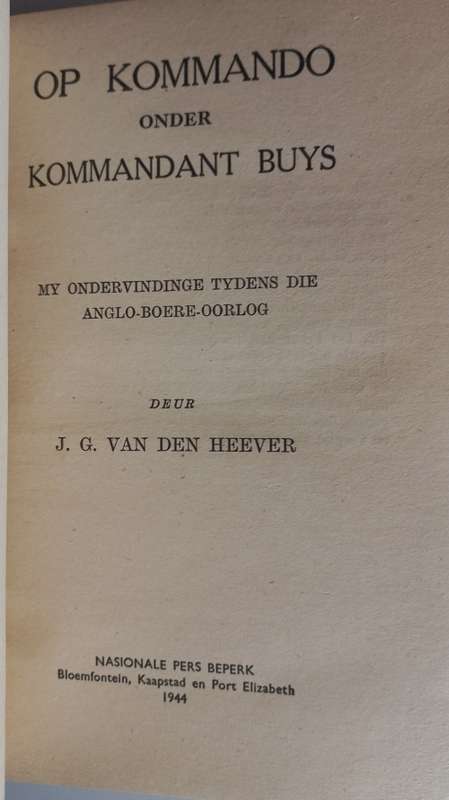 OP KOMMANDO
ONDER
KOMMANDANT BUYS
MY ONDERVINDINGE TYDENS DIE
ANGLO-BOERE-OORLOG
DEUR
J. G. VAN DEN HEEVER
NASIONALE PERS BEPERK
Bloemfontein, Kaapstad en Port Elizabeth
1944